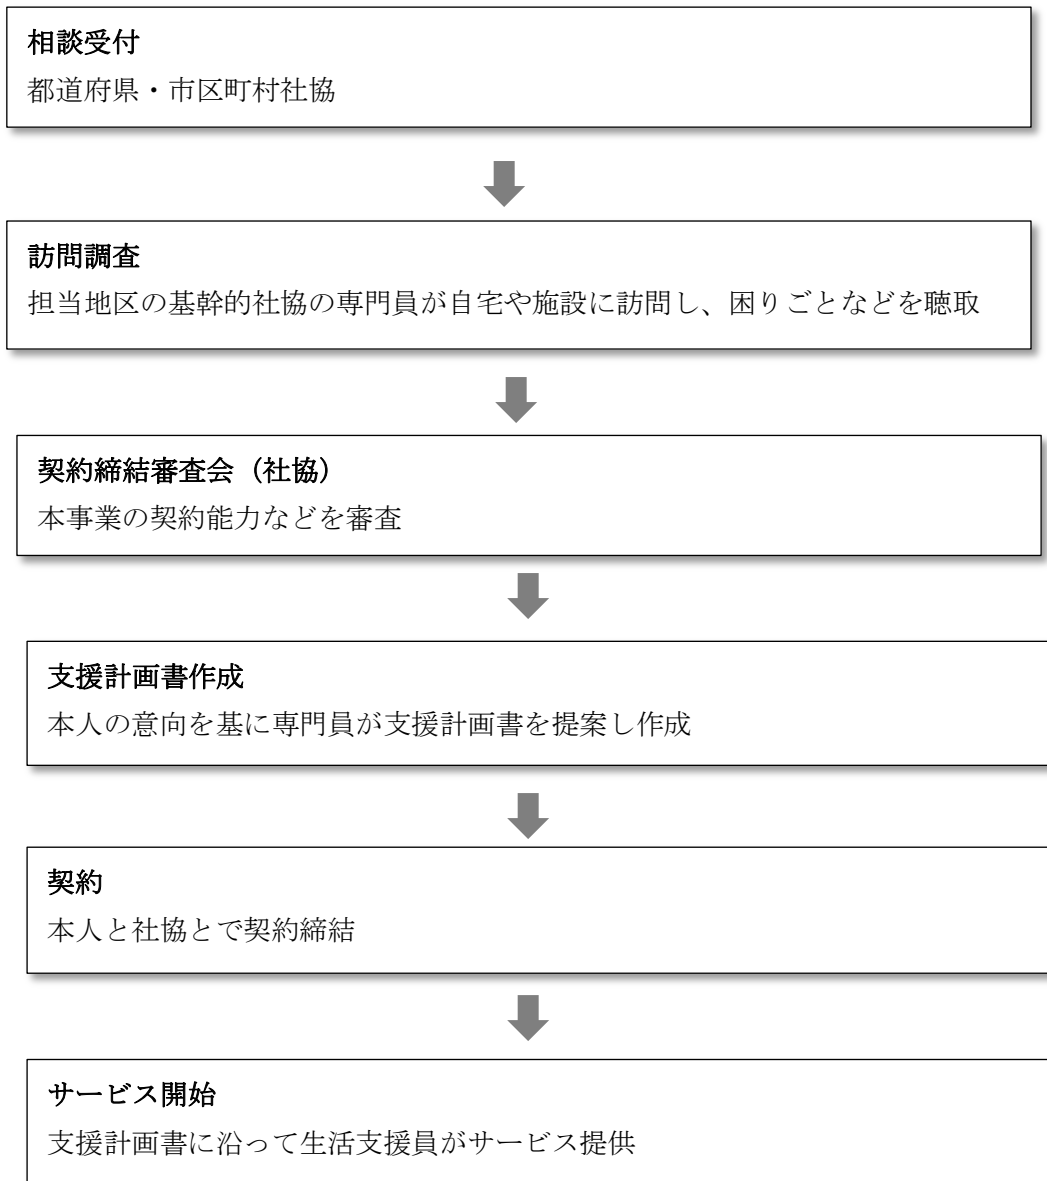 相談受付
都道府県・市区町村社協
訪問調査
担当地区の基幹的社協の専門員が自宅や施設に訪問し、困りごとなどを聴取
契約締結審査会（社協）
本事業の契約能力などを審査
支援計画書作成
本人の意向を基に専門員が支援計画書を提案し作成
契約
本人と社協とで契約締結
サービス開始
支援計画書に沿って生活支援員がサービス提供